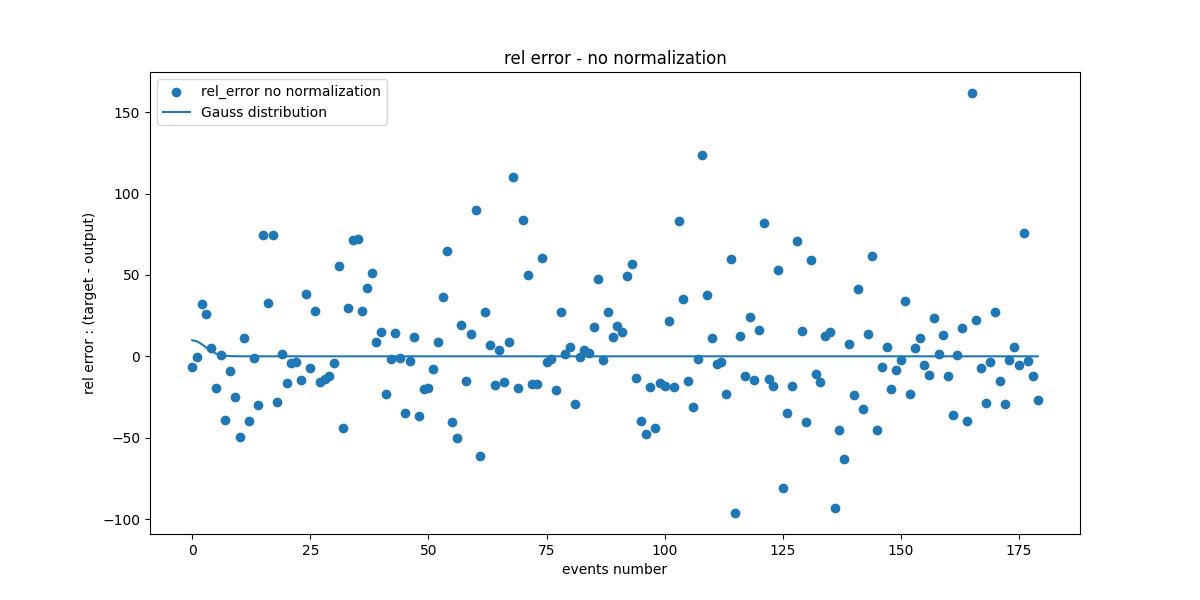 rel error - no normalization
rel_error no normalization
Gauss distribution
rel error : (target - output)
150
100
50
0
−50
−100
0
25
50
75
100
125
150
175
events number